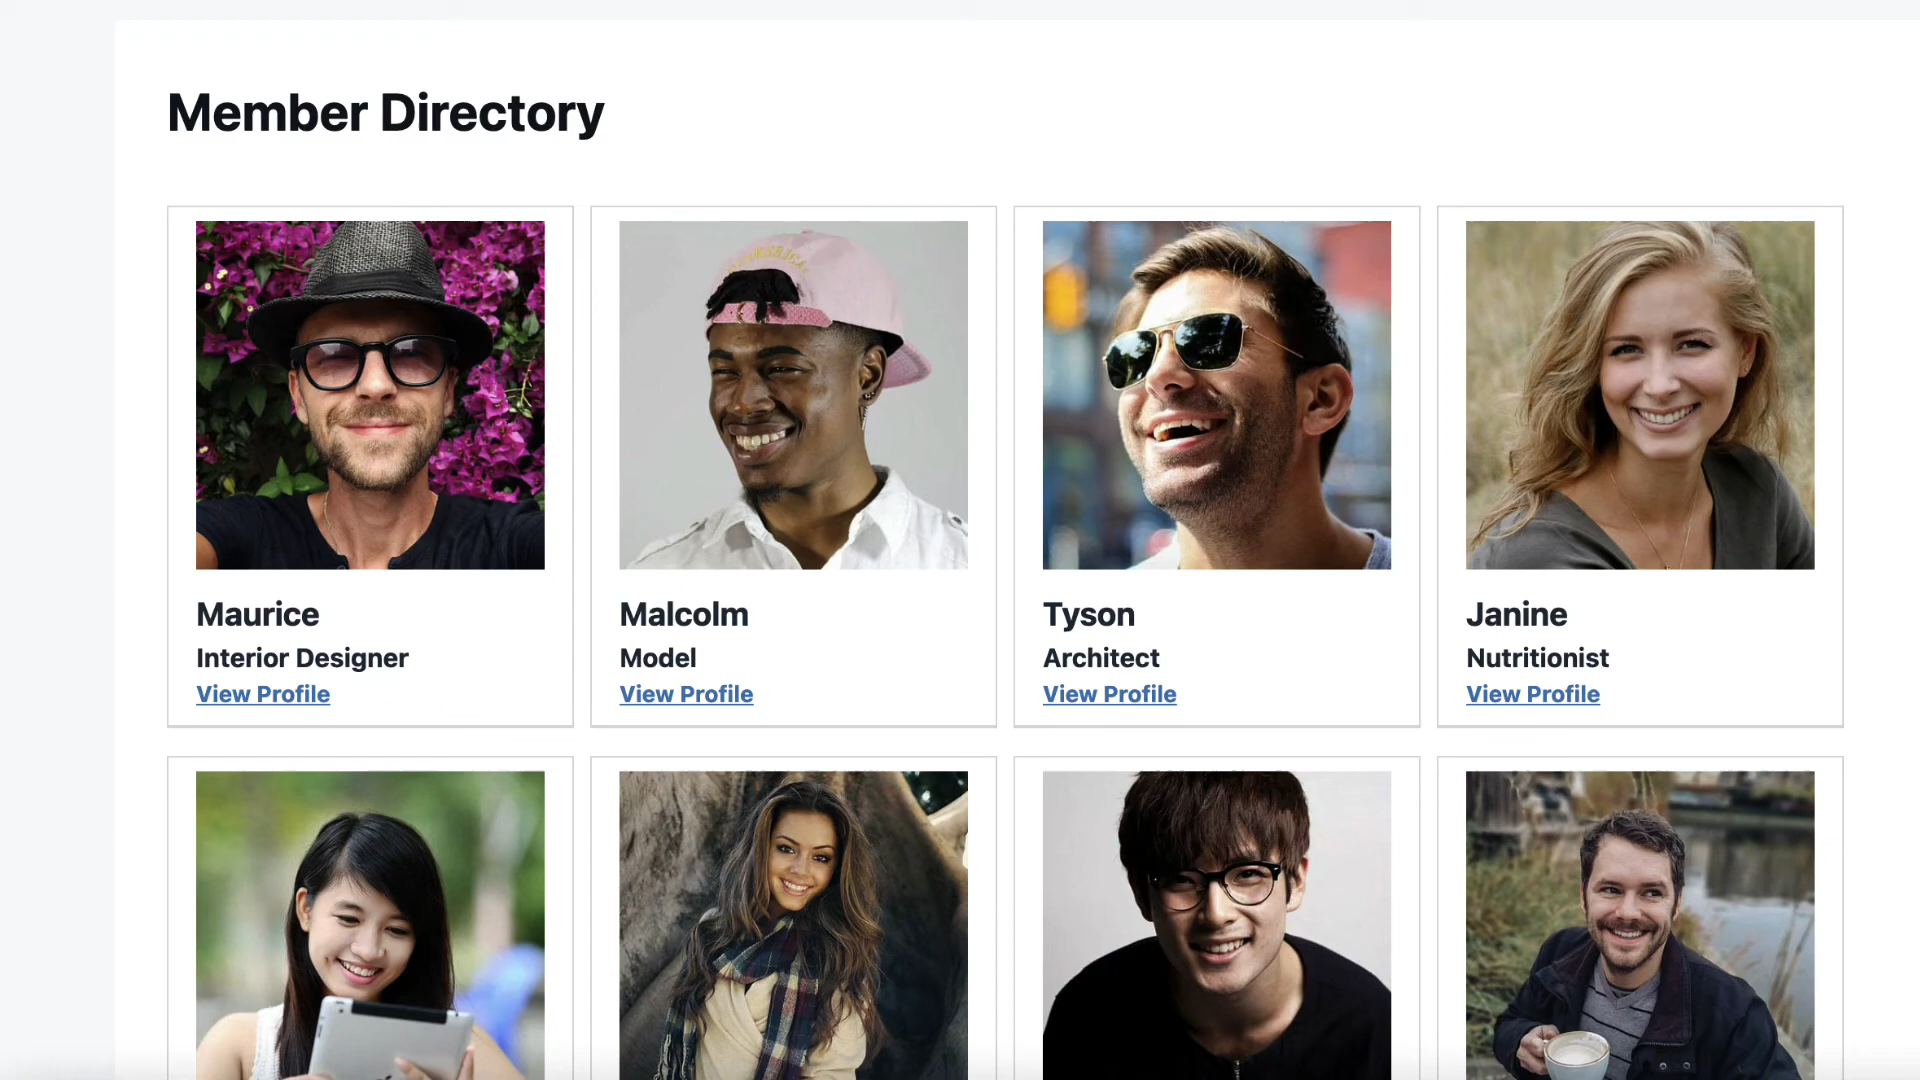 Member Directory
Maurice
Interior Designer
View Profile
Malcolm
Model
View Profile
Tyson
Architect
View Profile
Janine
Nutritionist
View Profile